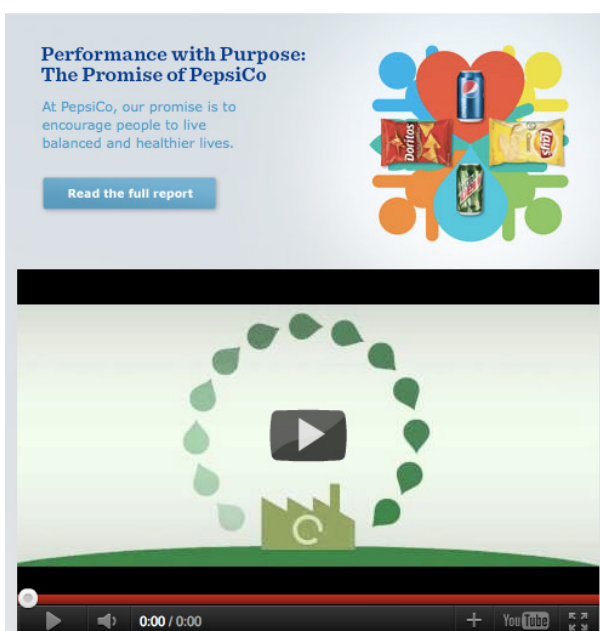 Performance with Purpose:
The Promise of PepsiCo
At PepsiCo, our promise is to
encourage people to live
balanced and healthier lives.
Doritos
Lay's
Read the full report
0:00 / 0:00
YouTube